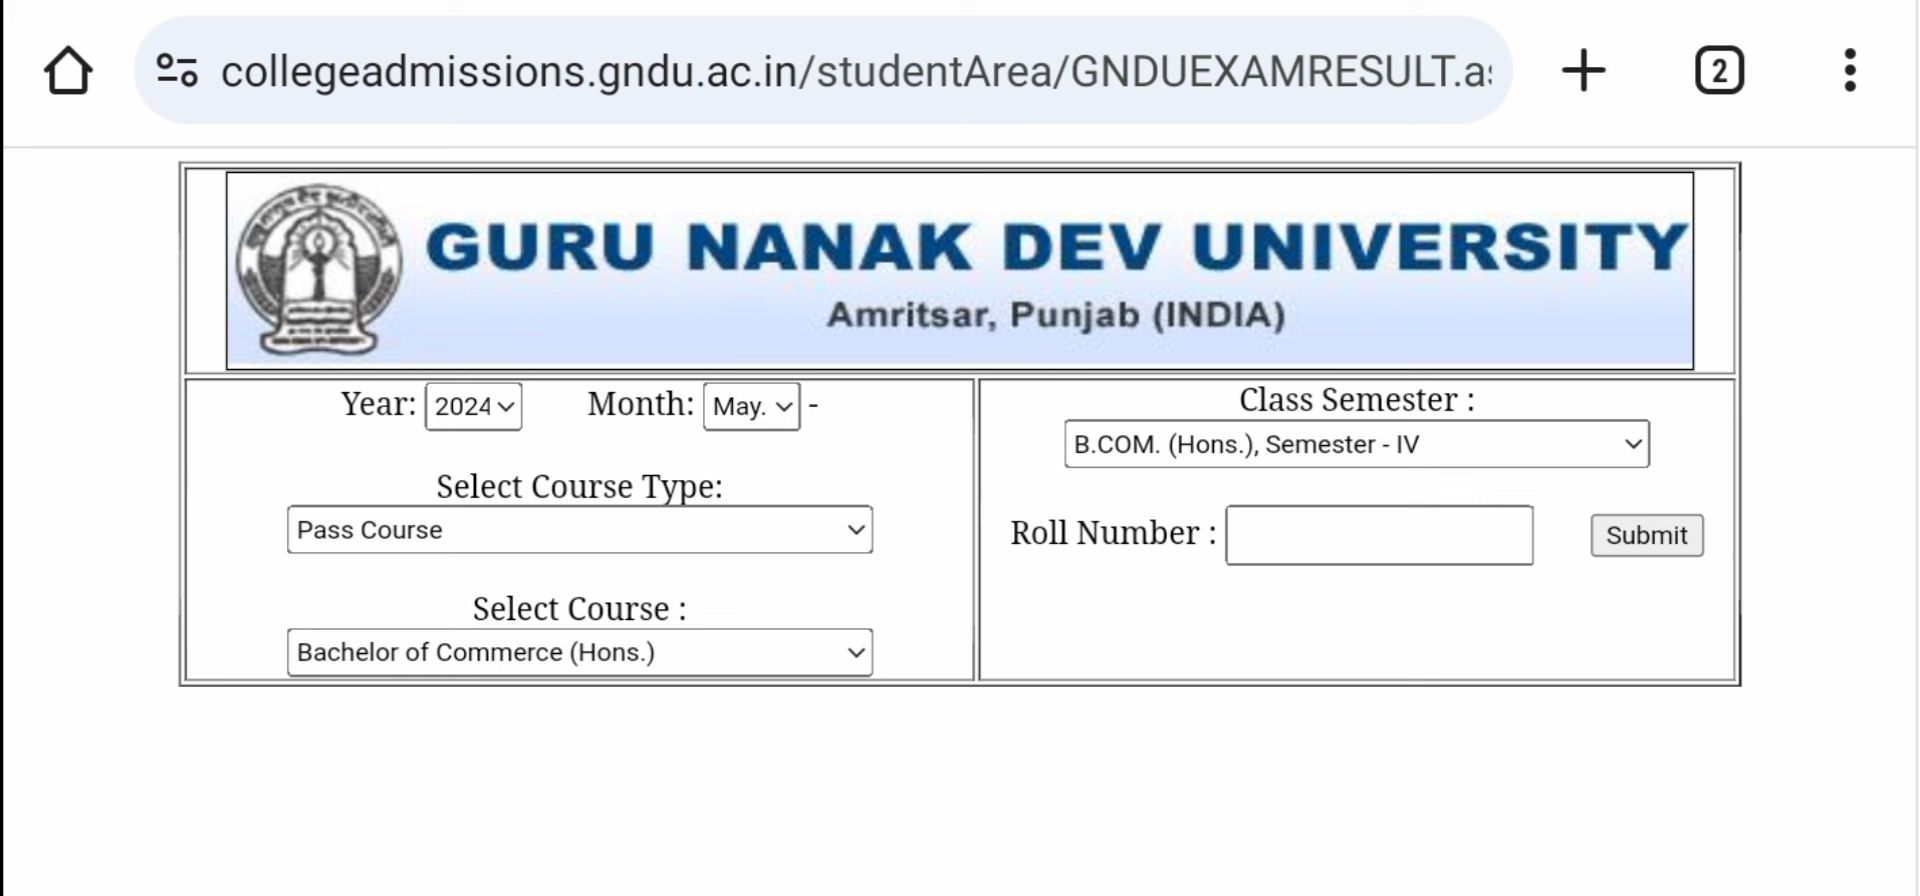 collegeadmissions.gndu.ac.in/studentArea/GNDUEXAMRESULT.as
2
GURU NANAK DEV UNIVERSITY
Amritsar, Punjab (INDIA)
Year: 2024 Month: May. -
Select Course Type:
Pass Course
Select Course :
Bachelor of Commerce (Hons.)
Class Semester :
B.COM. (Hons.), Semester - IV
Roll Number : Submit